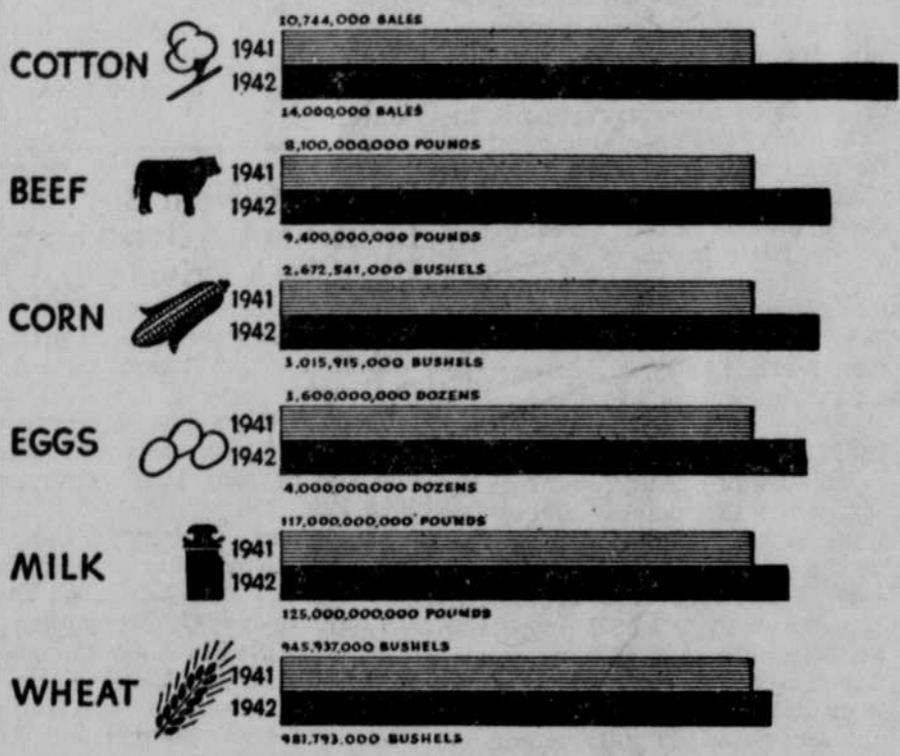 10,744,000 BALES
COTTON
1941
1942
14,000,000 BALES
8,100,000,000 POUNDS
BEEF
1941
1942
9,400,000,000 POUNDS
2,672,541,000 BUSHELS
CORN
1941
1942
3,015,915,000 BUSHELS
3,600,000,000 DOZENS
EGGS
1941
1942
4,000,000,000 DOZENS
117,000,000,000 POUNDS
MILK
1941
1942
125,000,000,000 POUNDS
945,937,000 BUSHELS
WHEAT
1941
1942
981,793,000 BUSHELS